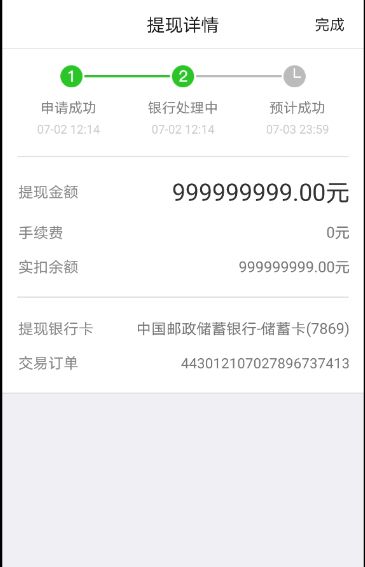 提现详情 完成
1 2
申请成功 银行处理中 预计成功
07-02 12:14 07-02 12:14 07-03 23:59
提现金额 999999999.00元
手续费 0元
实扣余额 999999999.00元
提现银行卡 中国邮政储蓄银行-储蓄卡(7869)
交易订单 443012107027896737413